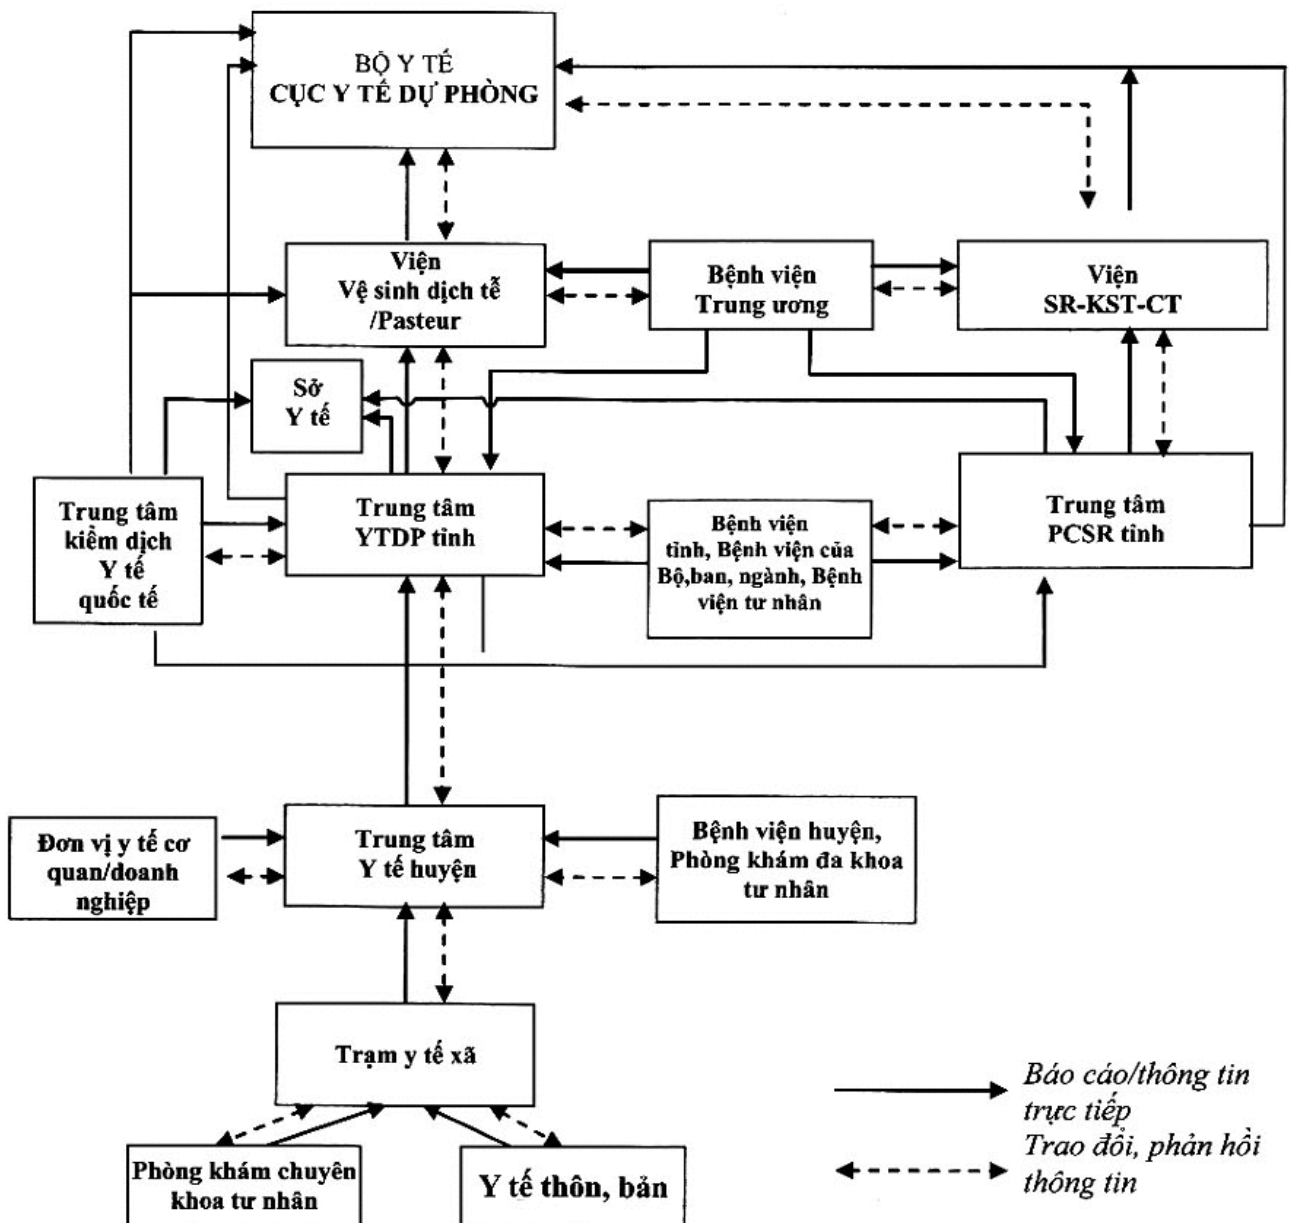 BỘ Y TẾ
CỤC Y TẾ DỰ PHÒNG
Viện
Vệ sinh dịch tễ
/Pasteur
Bệnh viện
Trung ương
Viện
SR-KST-CT
Sở
Y tế
Trung tâm
kiểm dịch
Y tế
quốc tế
Trung tâm
YTDP tỉnh
Bệnh viện
tỉnh, Bệnh viện của
Bộ,ban, ngành, Bệnh
viện tư nhân
Trung tâm
PCSR tỉnh
Đơn vị y tế cơ
quan/doanh
nghiệp
Trung tâm
Y tế huyện
Bệnh viện huyện,
Phòng khám đa khoa
tư nhân
Trạm y tế xã
Phòng khám chuyên
khoa tư nhân
Y tế thôn, bản
Báo cáo/thông tin
trực tiếp
Trao đổi, phản hồi
thông tin